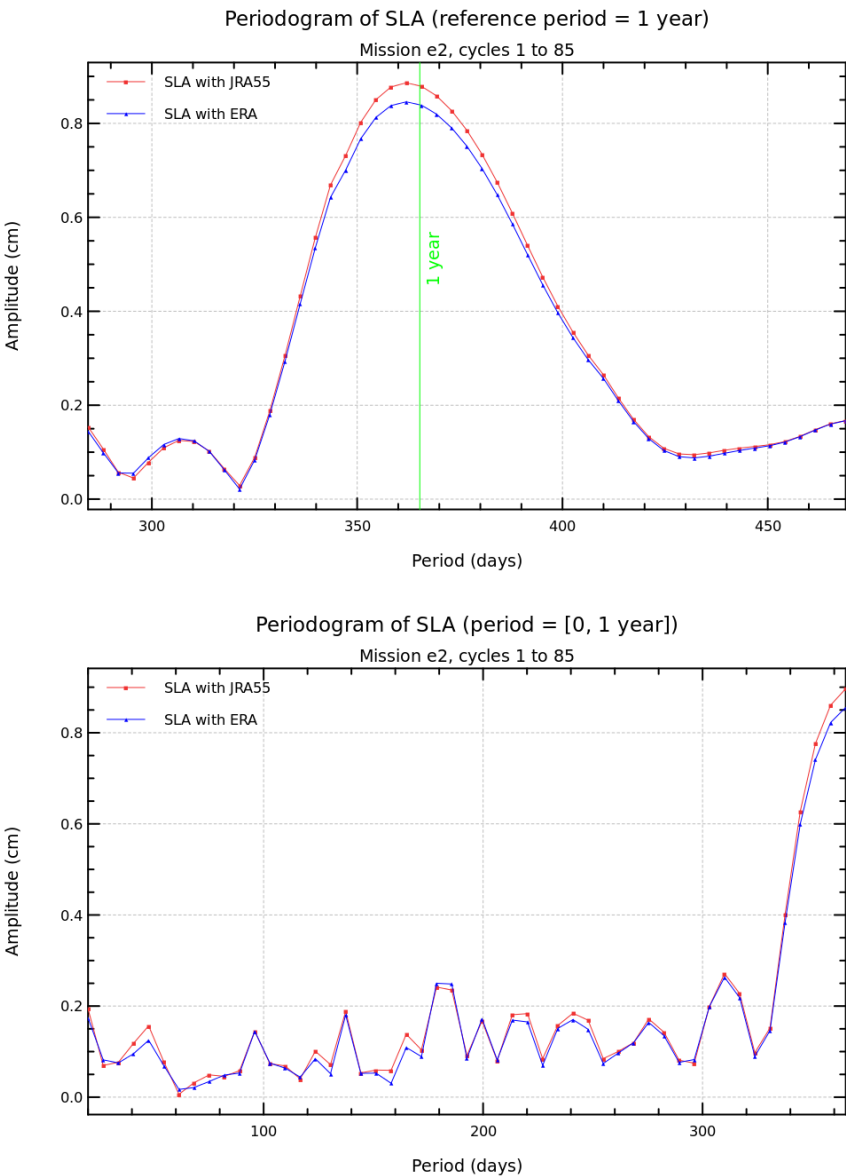 Periodogram of SLA (reference period = 1 year)
Mission e2, cycles 1 to 85
SLA with JRA55
SLA with ERA
0.8
0.6
0.4
0.2
0.0
Amplitude (cm)
1 year
300 350 400 450
Period (days)
Periodogram of SLA (period = [0, 1 year])
Mission e2, cycles 1 to 85
SLA with JRA55
SLA with ERA
0.8
0.6
0.4
0.2
0.0
Amplitude (cm)
100 200 300
Period (days)